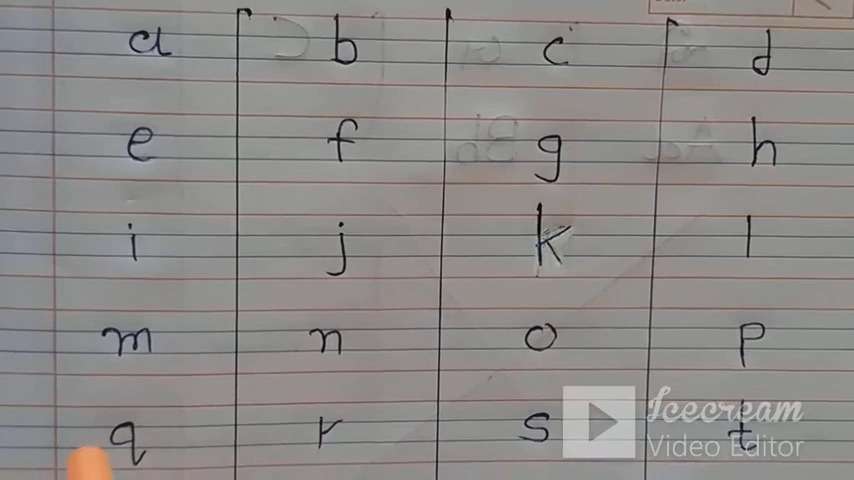 a b c d
e f g h
i j k l
m n o p
q r s t
Icecream
Video Editor